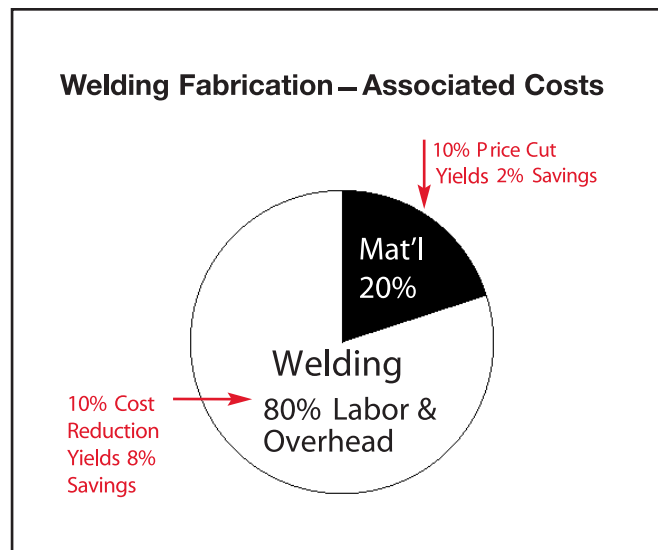 Welding Fabrication — Associated Costs
10% Price Cut
Yields 2% Savings
Mat'l
20%
Welding
80% Labor &
Overhead
10% Cost
Reduction
Yields 8%
Savings